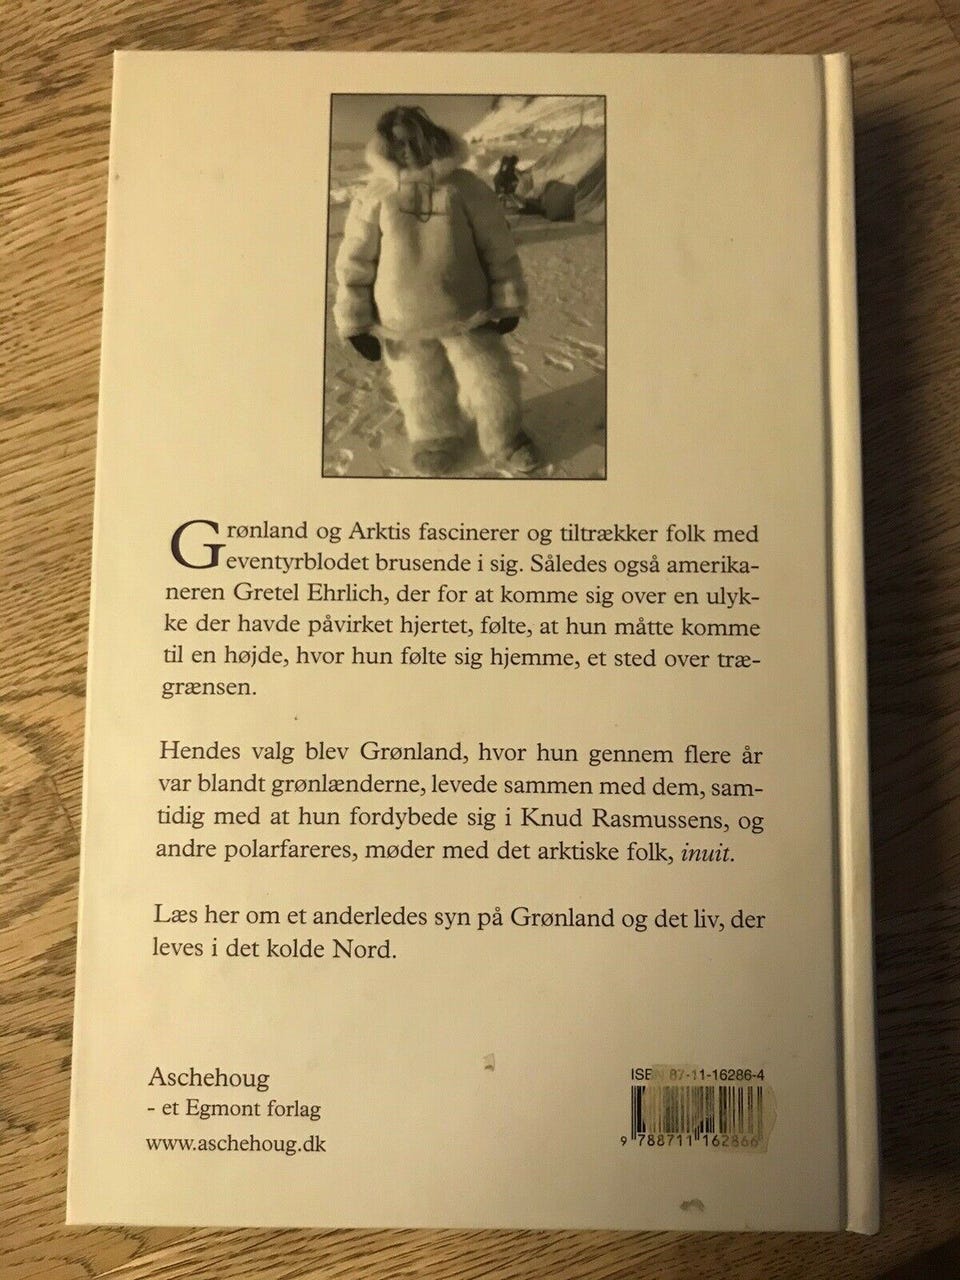 Grønland og Arktis fascinerer og tiltrækker folk med
eventyrblodet brusende i sig. Således også amerika-
neren Gretel Ehrlich, der for at komme sig over en ulyk-
ke der havde påvirket hjertet, følte, at hun måtte komme
til en højde, hvor hun følte sig hjemme, et sted over træ-
grænsen.
Hendes valg blev Grønland, hvor hun gennem flere år
var blandt grønlænderne, levede sammen med dem, sam-
tidig med at hun fordybede sig i Knud Rasmussens, og
andre polarfareres, møder med det arktiske folk, inuit.
Læs her om et anderledes syn på Grønland og det liv, der
leves i det kolde Nord.
Aschehoug
- et Egmont forlag
www.aschehoug.dk
ISBN 87-11-16286-4
9 788711 162866